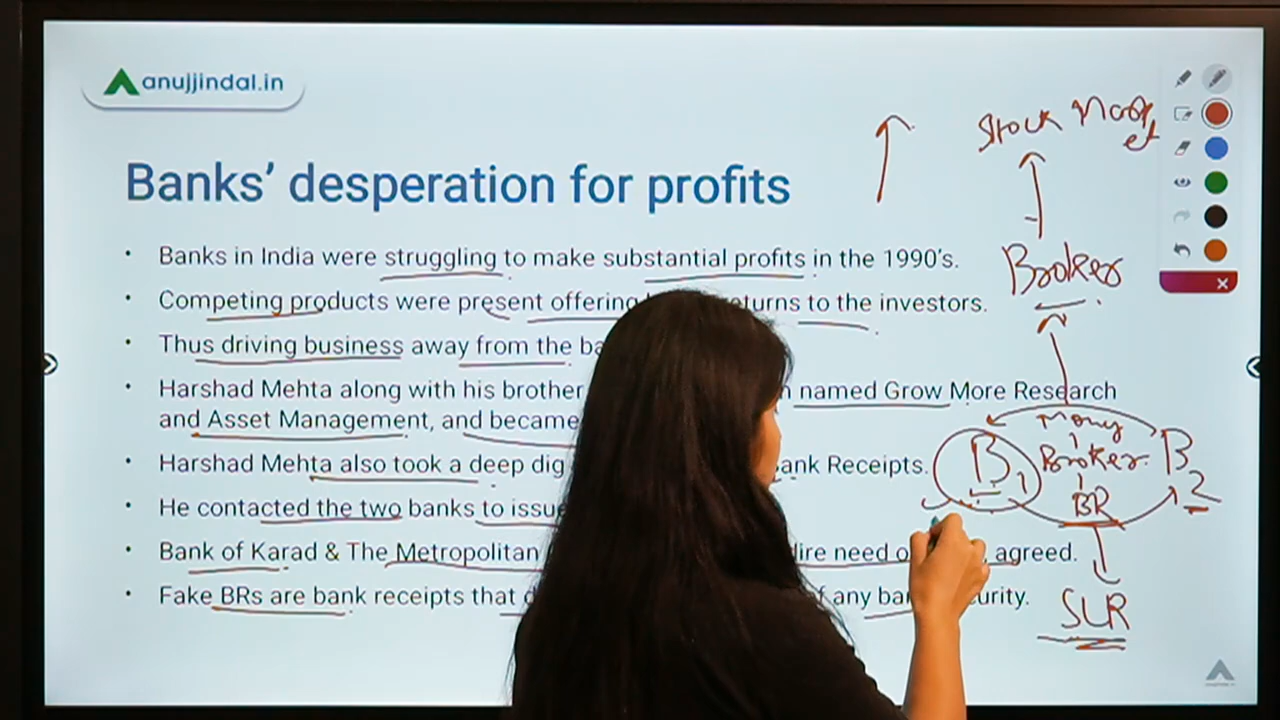 anujjindal.in
Stock Mark
et
Banks' desperation for profits
• Banks in India were struggling to make substantial profits in the 1990's.
Broker
• Competing products were present offering returns to the investors.
• Thus driving business away from the ba
• Harshad Mehta along with his brother named Grow More Research
and Asset Management, and became
Money
• Harshad Mehta also took a deep dig ank Receipts.
B1 Broker B2
BR
• He contacted the two banks to issue
• Bank of Karad & The Metropolitan dire need o agreed.
• Fake BRs are bank receipts that d f any ba urity.
SLR